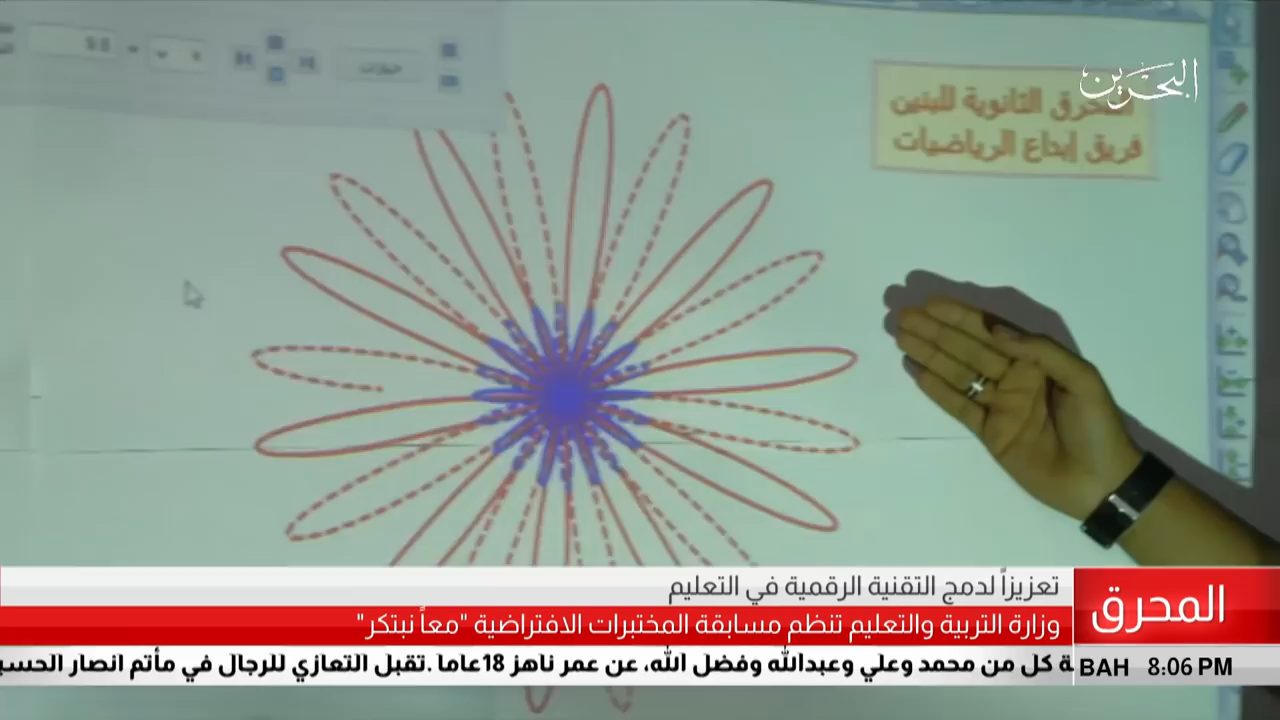 البحرين
المحرق الثانوية للبنين
فريق إبداع الرياضيات
تعزيزاً لدمج التقنية الرقمية في التعليم
المحرق
وزارة التربية والتعليم تنظم مسابقة المختبرات الافتراضية "معاً نبتكر"
ة كل من محمد وعلي وعبدالله وفضل الله، عن عمر ناهز 18عاما .تقبل التعازي للرجال في مأتم انصار الحسي
BAH 8:06 PM